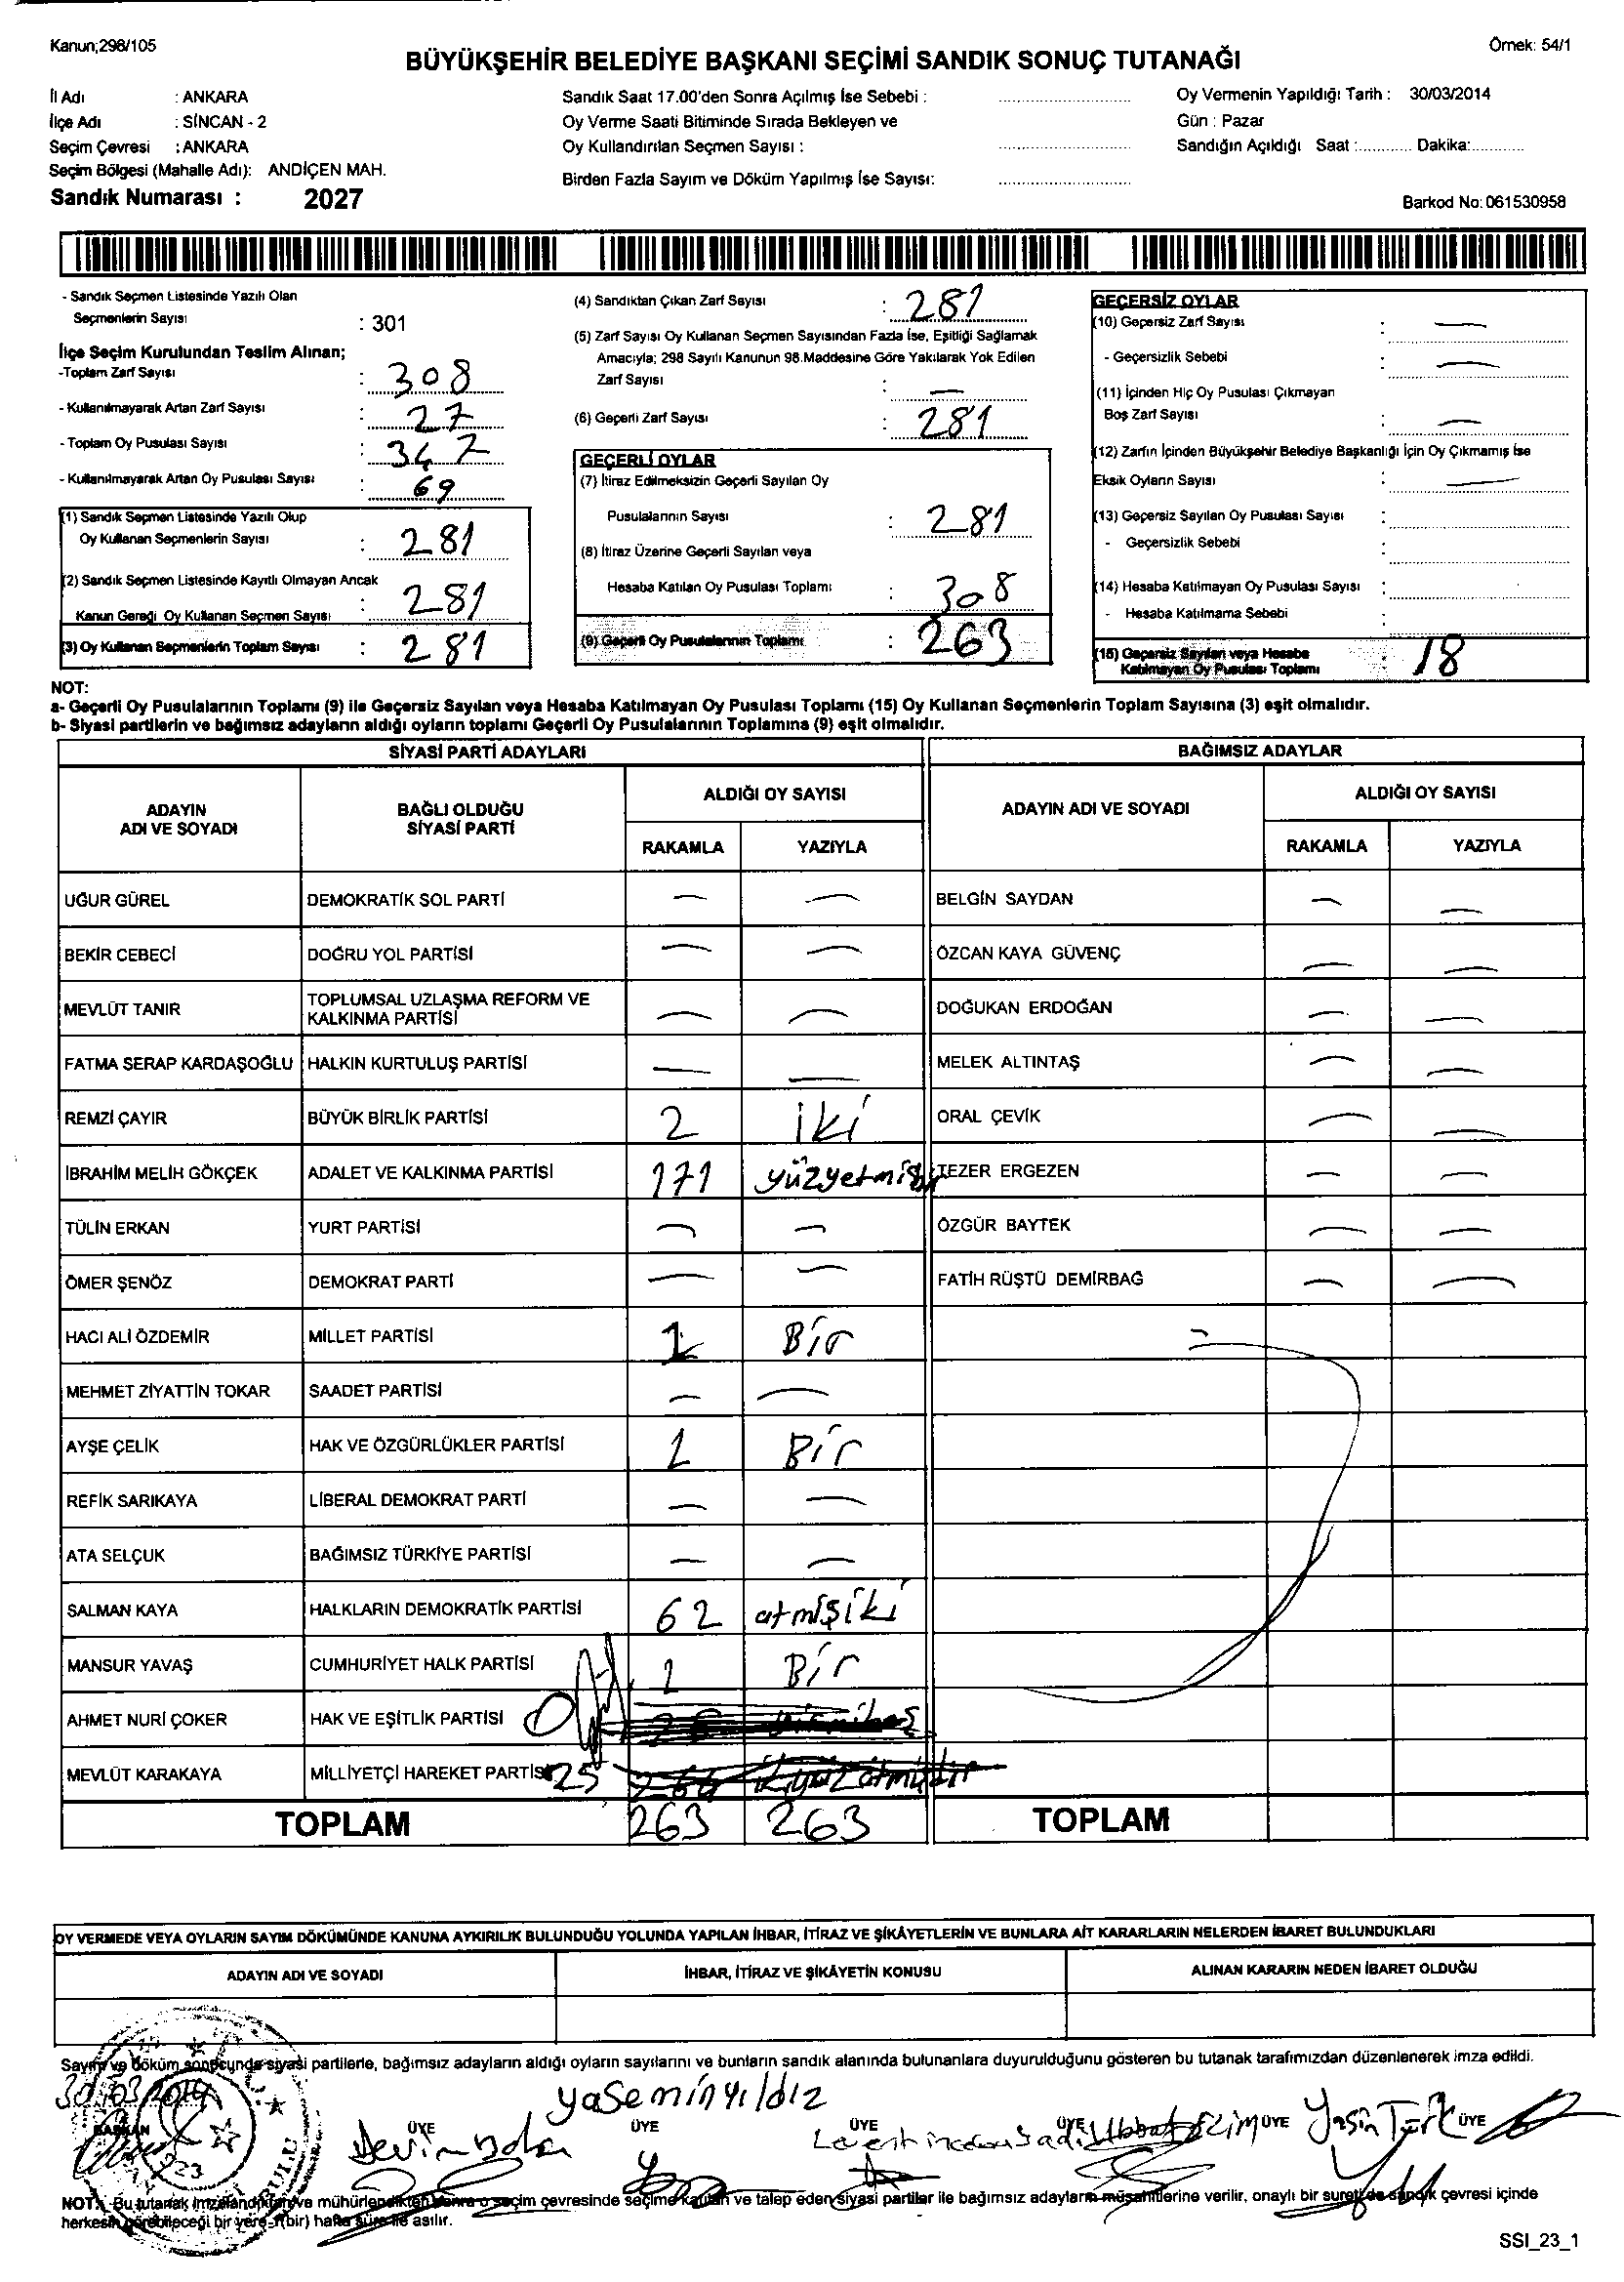 Kanun;298/105
Örnek: 54/1
BÜYÜKŞEHİR BELEDİYE BAŞKANI SEÇİMİ SANDIK SONUÇ TUTANAĞI
İl Adı : ANKARA
İlçe Adı : SİNCAN - 2
Seçim Çevresi : ANKARA
Seçim Bölgesi (Mahalle Adı): ANDİÇEN MAH.
Sandık Numarası : 2027
Sandık Saat 17.00'den Sonra Açılmış İse Sebebi :
Oy Verme Saati Bitiminde Sırada Bekleyen ve
Oy Kullandırılan Seçmen Sayısı :
Birden Fazla Sayım ve Döküm Yapılmış İse Sayısı:
Oy Vermenin Yapıldığı Tarih : 30/03/2014
Gün : Pazar
Sandığın Açıldığı Saat :............ Dakika:............
Barkod No: 061530958
- Sandık Seçmen Listesinde Yazılı Olan
Seçmenlerin Sayısı : 301
İlçe Seçim Kurulundan Teslim Alınan;
-Toplam Zarf Sayısı : 308
- Kullanılmayarak Artan Zarf Sayısı : 27
- Toplam Oy Pusulası Sayısı : 347
- Kullanılmayarak Artan Oy Pusulası Sayısı : 69
(1) Sandık Seçmen Listesinde Yazılı Olup
Oy Kullanan Seçmenlerin Sayısı : 281
(2) Sandık Seçmen Listesinde Kayıtlı Olmayan Ancak
Kanun Gereği Oy Kullanan Seçmen Sayısı : 281
(3) Oy Kullanan Seçmenlerin Toplam Sayısı : 281
(4) Sandıktan Çıkan Zarf Sayısı : 281
(5) Zarf Sayısı Oy Kullanan Seçmen Sayısından Fazla İse, Eşitliği Sağlamak
Amacıyla; 298 Sayılı Kanunun 98.Maddesine Göre Yakılarak Yok Edilen
Zarf Sayısı : —
(6) Geçerli Zarf Sayısı : 281
GEÇERLİ OYLAR
(7) İtiraz Edilmeksizin Geçerli Sayılan Oy
Pusulalarının Sayısı : 281
(8) İtiraz Üzerine Geçerli Sayılan veya
Hesaba Katılan Oy Pusulası Toplamı : 308
(9) Geçerli Oy Pusulalarının Toplamı : 263
GEÇERSİZ OYLAR
(10) Geçersiz Zarf Sayısı : —
- Geçersizlik Sebebi : —
(11) İçinden Hiç Oy Pusulası Çıkmayan
Boş Zarf Sayısı : —
(12) Zarfın İçinden Büyükşehir Belediye Başkanlığı İçin Oy Çıkmamış İse
Eksik Oyların Sayısı : —
(13) Geçersiz Sayılan Oy Pusulası Sayısı :
- Geçersizlik Sebebi :
(14) Hesaba Katılmayan Oy Pusulası Sayısı :
- Hesaba Katılmama Sebebi :
(15) Geçersiz Sayılan veya Hesaba
Katılmayan Oy Pusulası Toplamı : 18
NOT:
a- Geçerli Oy Pusulalarının Toplamı (9) ile Geçersiz Sayılan veya Hesaba Katılmayan Oy Pusulası Toplamı (15) Oy Kullanan Seçmenlerin Toplam Sayısına (3) eşit olmalıdır.
b- Siyasi partilerin ve bağımsız adayların aldığı oyların toplamı Geçerli Oy Pusulalarının Toplamına (9) eşit olmalıdır.
SİYASİ PARTİ ADAYLARI
ADAYIN ADI VE SOYADI
BAĞLI OLDUĞU SİYASİ PARTİ
ALDIĞI OY SAYISI
RAKAMLA YAZIYLA
UĞUR GÜREL DEMOKRATİK SOL PARTİ — —
BEKİR CEBECİ DOĞRU YOL PARTİSİ — —
MEVLÜT TANIR TOPLUMSAL UZLAŞMA REFORM VE KALKINMA PARTİSİ — —
FATMA SERAP KARDAŞOĞLU HALKIN KURTULUŞ PARTİSİ — —
REMZİ ÇAYIR BÜYÜK BİRLİK PARTİSİ 2 iki
İBRAHİM MELİH GÖKÇEK ADALET VE KALKINMA PARTİSİ 171 yüzyetmişbir
TÜLİN ERKAN YURT PARTİSİ — —
ÖMER ŞENÖZ DEMOKRAT PARTİ — —
HACI ALİ ÖZDEMİR MİLLET PARTİSİ 1 Bir
MEHMET ZİYATTİN TOKAR SAADET PARTİSİ — —
AYŞE ÇELİK HAK VE ÖZGÜRLÜKLER PARTİSİ 1 Bir
REFİK SARIKAYA LİBERAL DEMOKRAT PARTİ — —
ATA SELÇUK BAĞIMSIZ TÜRKİYE PARTİSİ — —
SALMAN KAYA HALKLARIN DEMOKRATİK PARTİSİ 62 atmışiki
MANSUR YAVAŞ CUMHURİYET HALK PARTİSİ 1 Bir
AHMET NURİ ÇOKER HAK VE EŞİTLİK PARTİSİ 0
MEVLÜT KARAKAYA MİLLİYETÇİ HAREKET PARTİSİ 25
TOPLAM 263 263
BAĞIMSIZ ADAYLAR
ADAYIN ADI VE SOYADI
ALDIĞI OY SAYISI
RAKAMLA YAZIYLA
BELGİN SAYDAN — —
ÖZCAN KAYA GÜVENÇ — —
DOĞUKAN ERDOĞAN — —
MELEK ALTINTAŞ — —
ORAL ÇEVİK — —
TEZER ERGEZEN — —
ÖZGÜR BAYTEK — —
FATİH RÜŞTÜ DEMİRBAĞ — —
TOPLAM
OY VERMEDE VEYA OYLARIN SAYIM DÖKÜMÜNDE KANUNA AYKIRILIK BULUNDUĞU YOLUNDA YAPILAN İHBAR, İTİRAZ VE ŞİKÂYETLERİN VE BUNLARA AİT KARARLARIN NELERDEN İBARET BULUNDUKLARI
ADAYIN ADI VE SOYADI İHBAR, İTİRAZ VE ŞİKÂYETİN KONUSU ALINAN KARARIN NEDEN İBARET OLDUĞU
Sayım ve döküm sonucunda siyasi partilerle, bağımsız adayların aldığı oyların sayılarını ve bunların sandık alanında bulunanlara duyurulduğunu gösteren bu tutanak tarafımızdan düzenlenerek imza edildi.
30.03.2014
yasemin yıldız
BAŞKAN ÜYE ÜYE ÜYE ÜYE ÜYE ÜYE
Yasin Türk
NOT: Bu tutanak imzalandıktan ve mühürlendikten sonra o seçim çevresinde seçime katılan ve talep eden siyasi partiler ile bağımsız adayların müşahitlerine verilir, onaylı bir sureti de sandık çevresi içinde
herkesin görebileceği bir yere 1(bir) hafta süre ile asılır.
SSI_23_1